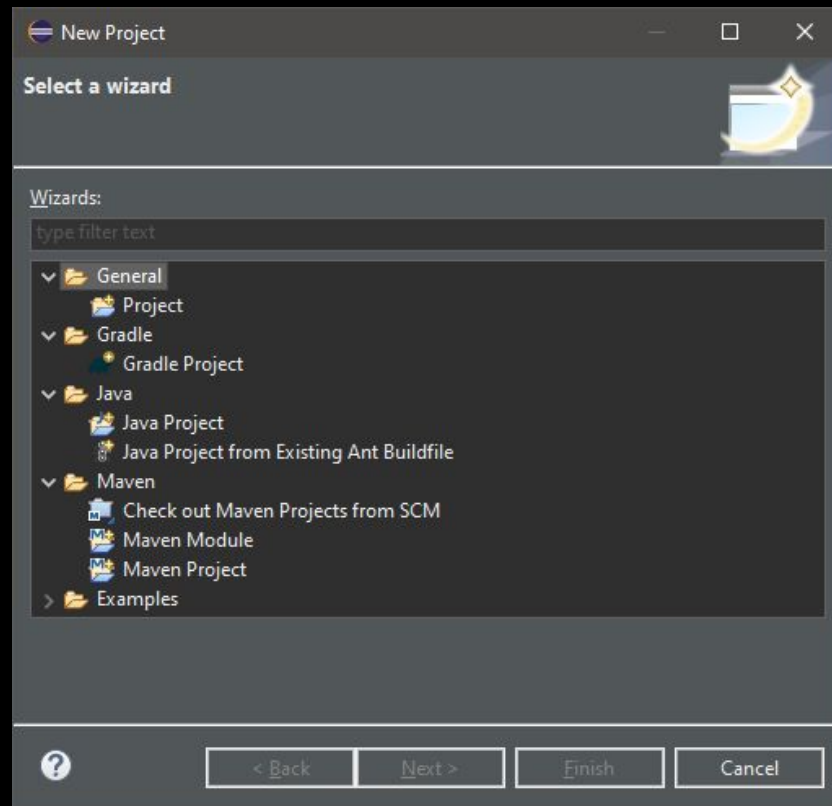 New Project
Select a wizard
Wizards:
type filter text
General
Project
Gradle
Gradle Project
Java
Java Project
Java Project from Existing Ant Buildfile
Maven
Check out Maven Projects from SCM
Maven Module
Maven Project
Examples
? < Back Next > Finish Cancel